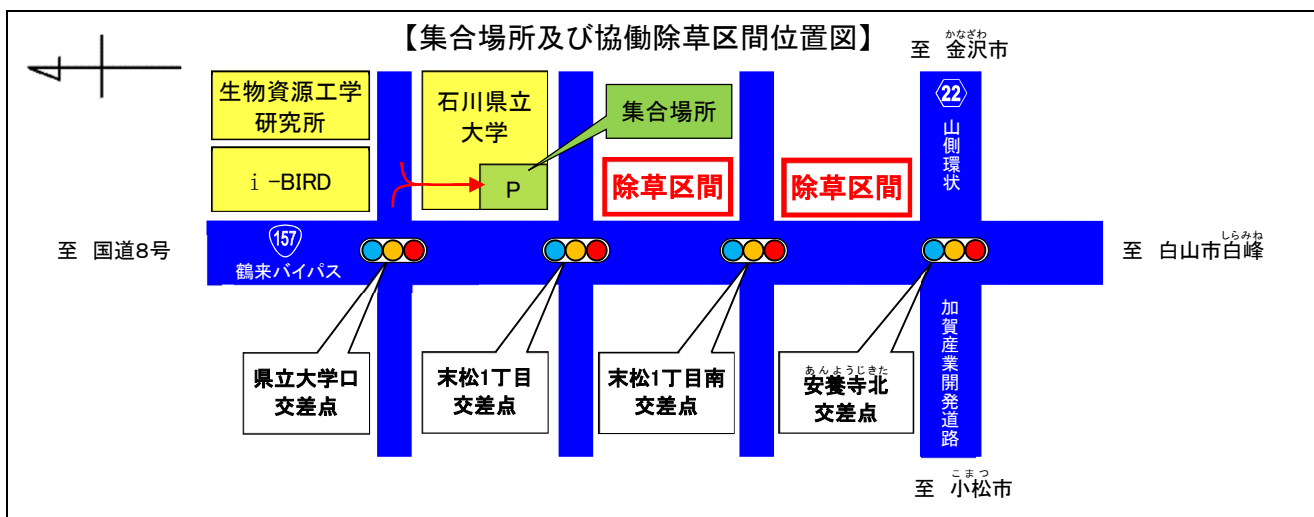 【集合場所及び協働除草区間位置図】
かなざわ
至 金沢市
生物資源工学
研究所
石川県立
大学
集合場所
22
山側環状
i-BIRD
P
除草区間
除草区間
至 国道8号
157
鶴来バイパス
しらみね
至 白山市白峰
県立大学口
交差点
末松1丁目
交差点
末松1丁目南
交差点
あんようじきた
安養寺北
交差点
加賀産業開発道路
こまつ
至 小松市